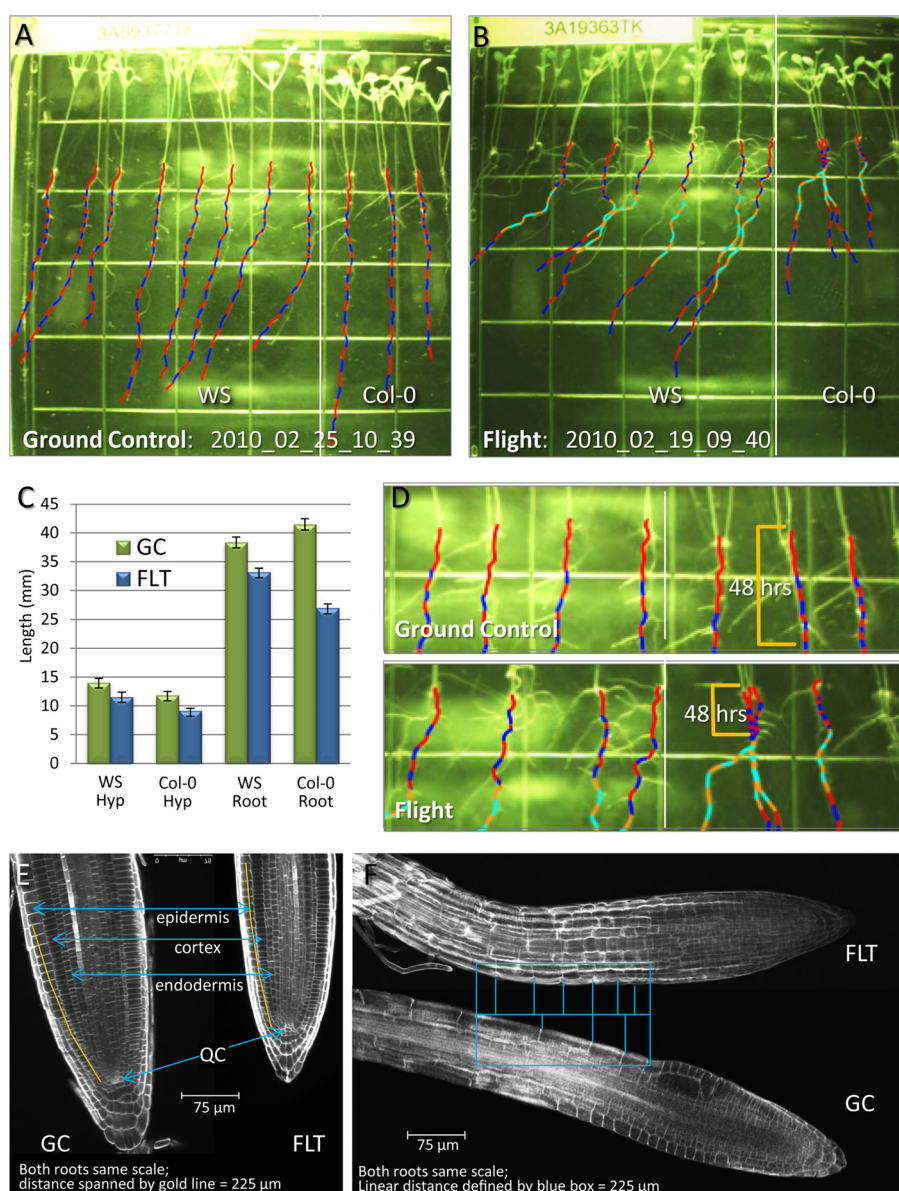 A
3A59377TK
WS
Col-0
Ground Control: 2010_02_25_10_39
B
3A19363TK
WS
Col-0
Flight: 2010_02_19_09_40
C
45
40
35
30
25
20
15
10
5
0
Length (mm)
GC
FLT
WS Hyp
Col-0 Hyp
WS Root
Col-0 Root
D
48 hrs
Ground Control
48 hrs
Flight
E
0 µm 75
epidermis
cortex
endodermis
QC
75 µm
GC
FLT
Both roots same scale;
distance spanned by gold line = 225 µm
F
FLT
GC
75 µm
Both roots same scale;
Linear distance defined by blue box = 225 µm